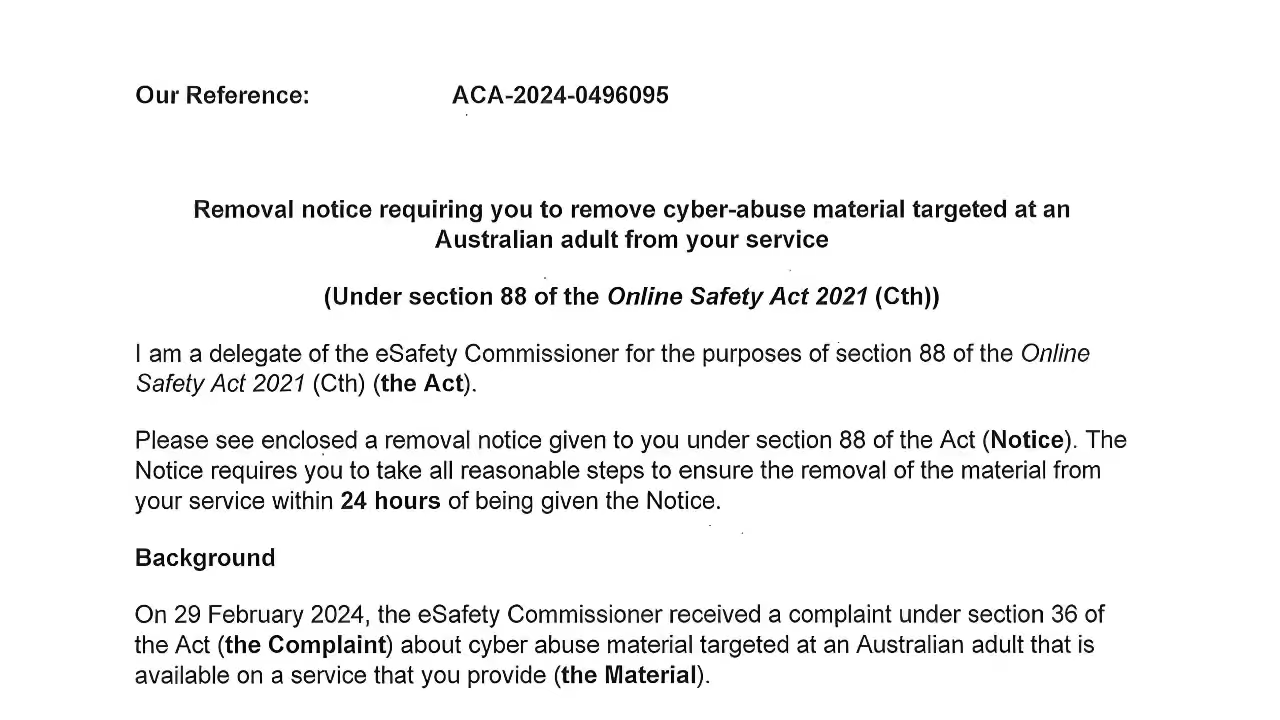 Our Reference: ACA-2024-0496095
Removal notice requiring you to remove cyber-abuse material targeted at an
Australian adult from your service
(Under section 88 of the Online Safety Act 2021 (Cth))
I am a delegate of the eSafety Commissioner for the purposes of section 88 of the Online
Safety Act 2021 (Cth) (the Act).
Please see enclosed a removal notice given to you under section 88 of the Act (Notice). The
Notice requires you to take all reasonable steps to ensure the removal of the material from
your service within 24 hours of being given the Notice.
Background
On 29 February 2024, the eSafety Commissioner received a complaint under section 36 of
the Act (the Complaint) about cyber abuse material targeted at an Australian adult that is
available on a service that you provide (the Material).